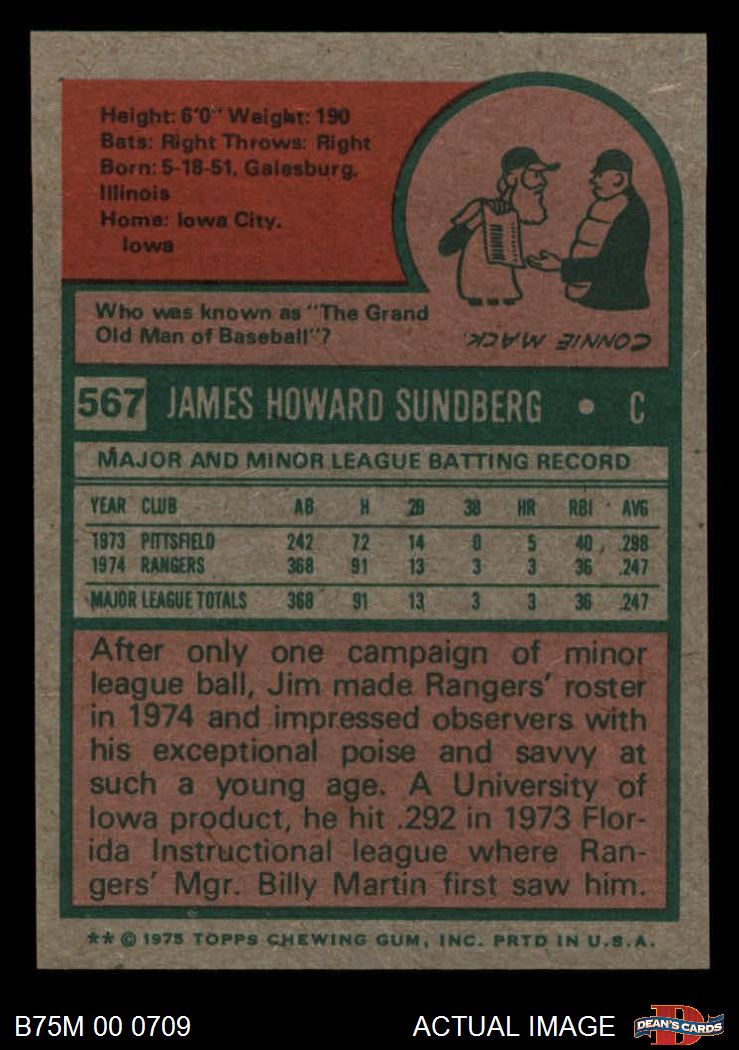 Height: 6'0" Weight: 190
Bats: Right Throws: Right
Born: 5-18-51, Galesburg,
Illinois
Home: Iowa City.
Iowa
Who was known as "The Grand
Old Man of Baseball"?
CONNIE MACK.
567 JAMES HOWARD SUNDBERG • C
MAJOR AND MINOR LEAGUE BATTING RECORD
YEAR CLUB AB H 2B 3B HR RBI AVG
1973 PITTSFIELD 242 72 14 0 5 40 .298
1974 RANGERS 368 91 13 3 3 36 .247
MAJOR LEAGUE TOTALS 368 91 13 3 3 36 .247
After only one campaign of minor
league ball, Jim made Rangers' roster
in 1974 and impressed observers with
his exceptional poise and savvy at
such a young age. A University of
Iowa product, he hit .292 in 1973 Flor-
ida Instructional league where Ran-
gers' Mgr. Billy Martin first saw him.
** © 1975 TOPPS CHEWING GUM, INC. PRTD IN U.S.A.
B75M 00 0709 ACTUAL IMAGE D DEAN'S CARDS